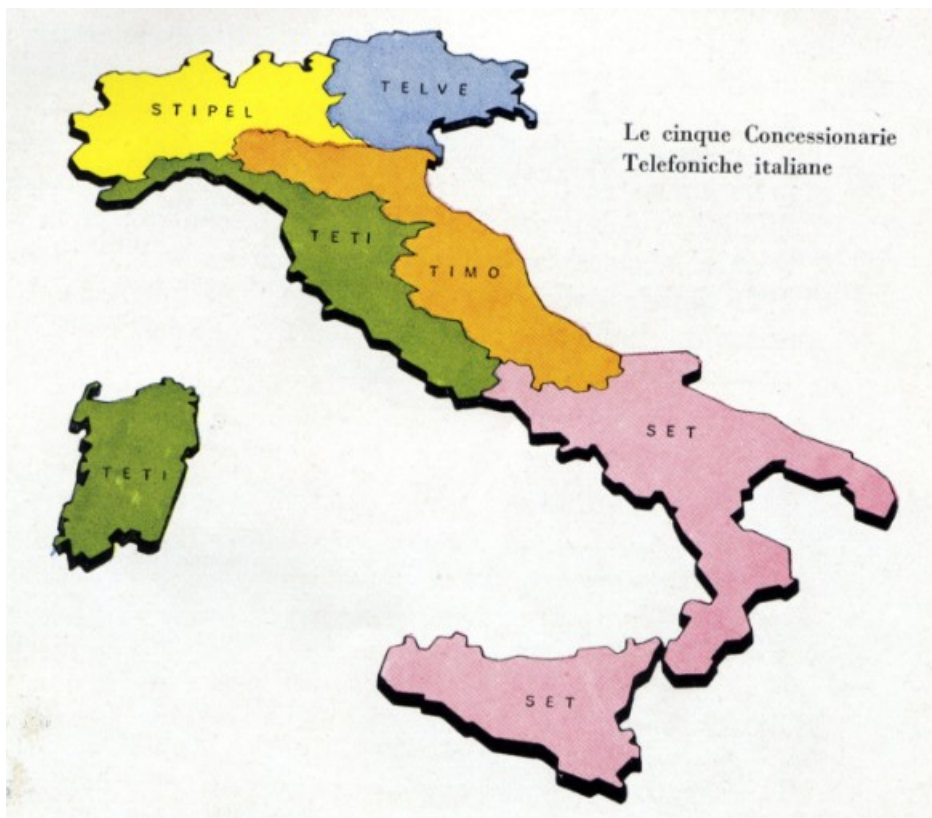 TELVE
STIPEL
Le cinque Concessionarie
Telefoniche italiane
TETI
TIMO
SET
TETI
SET